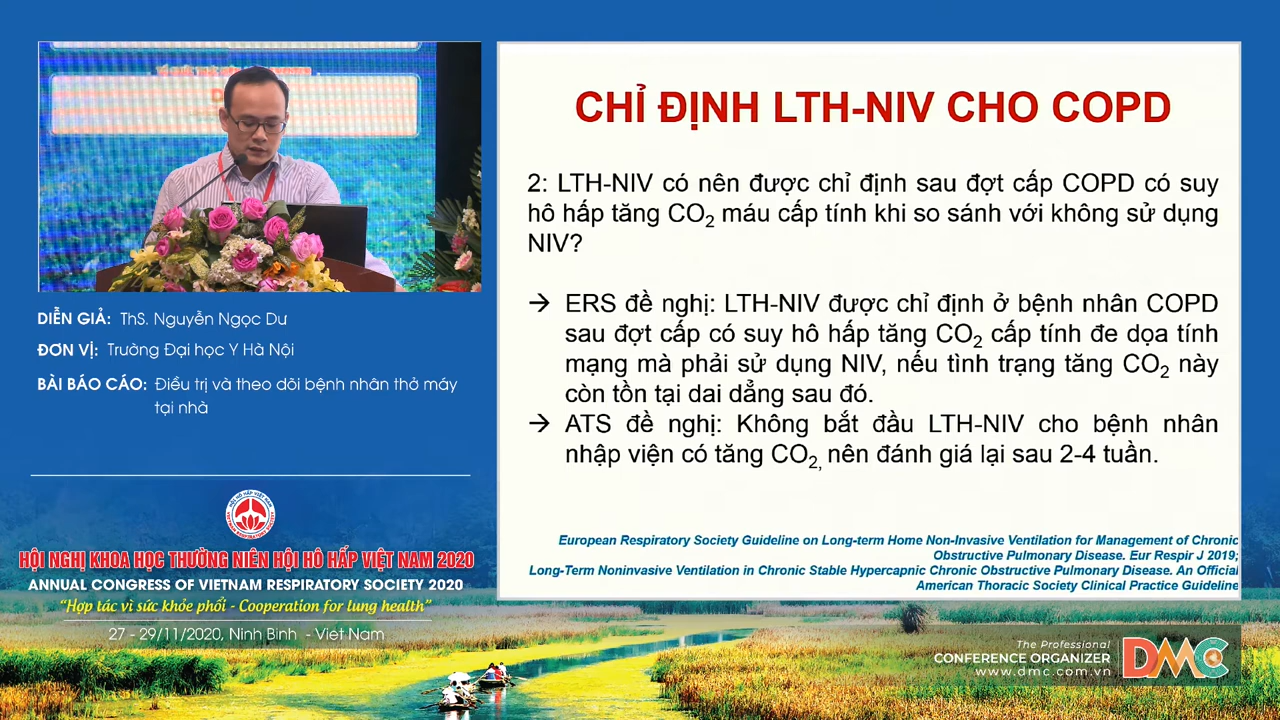 DIỄN GIẢ: ThS. Nguyễn Ngọc Dư
ĐƠN VỊ: Trường Đại học Y Hà Nội
BÀI BÁO CÁO: Điều trị và theo dõi bệnh nhân thở máy
tại nhà
HỘI HÔ HẤP VIỆT NAM
VIETNAM RESPIRATORY SOCIETY
HỘI NGHỊ KHOA HỌC THƯỜNG NIÊN HỘI HÔ HẤP VIỆT NAM 2020
ANNUAL CONGRESS OF VIETNAM RESPIRATORY SOCIETY 2020
“Hợp tác vì sức khỏe phổi - Cooperation for lung health”
27 - 29/11/2020, Ninh Bình - Việt Nam
CHỈ ĐỊNH LTH-NIV CHO COPD
2: LTH-NIV có nên được chỉ định sau đợt cấp COPD có suy
hô hấp tăng CO₂ máu cấp tính khi so sánh với không sử dụng
NIV?
→ ERS đề nghị: LTH-NIV được chỉ định ở bệnh nhân COPD
sau đợt cấp có suy hô hấp tăng CO₂ cấp tính đe dọa tính
mạng mà phải sử dụng NIV, nếu tình trạng tăng CO₂ này
còn tồn tại dai dẳng sau đó.
→ ATS đề nghị: Không bắt đầu LTH-NIV cho bệnh nhân
nhập viện có tăng CO₂, nên đánh giá lại sau 2-4 tuần.
European Respiratory Society Guideline on Long-term Home Non-Invasive Ventilation for Management of Chronic
Obstructive Pulmonary Disease. Eur Respir J 2019;
Long-Term Noninvasive Ventilation in Chronic Stable Hypercapnic Chronic Obstructive Pulmonary Disease. An Official
American Thoracic Society Clinical Practice Guideline
The Professional
CONFERENCE ORGANIZER
www.dmc.com.vn
DMC